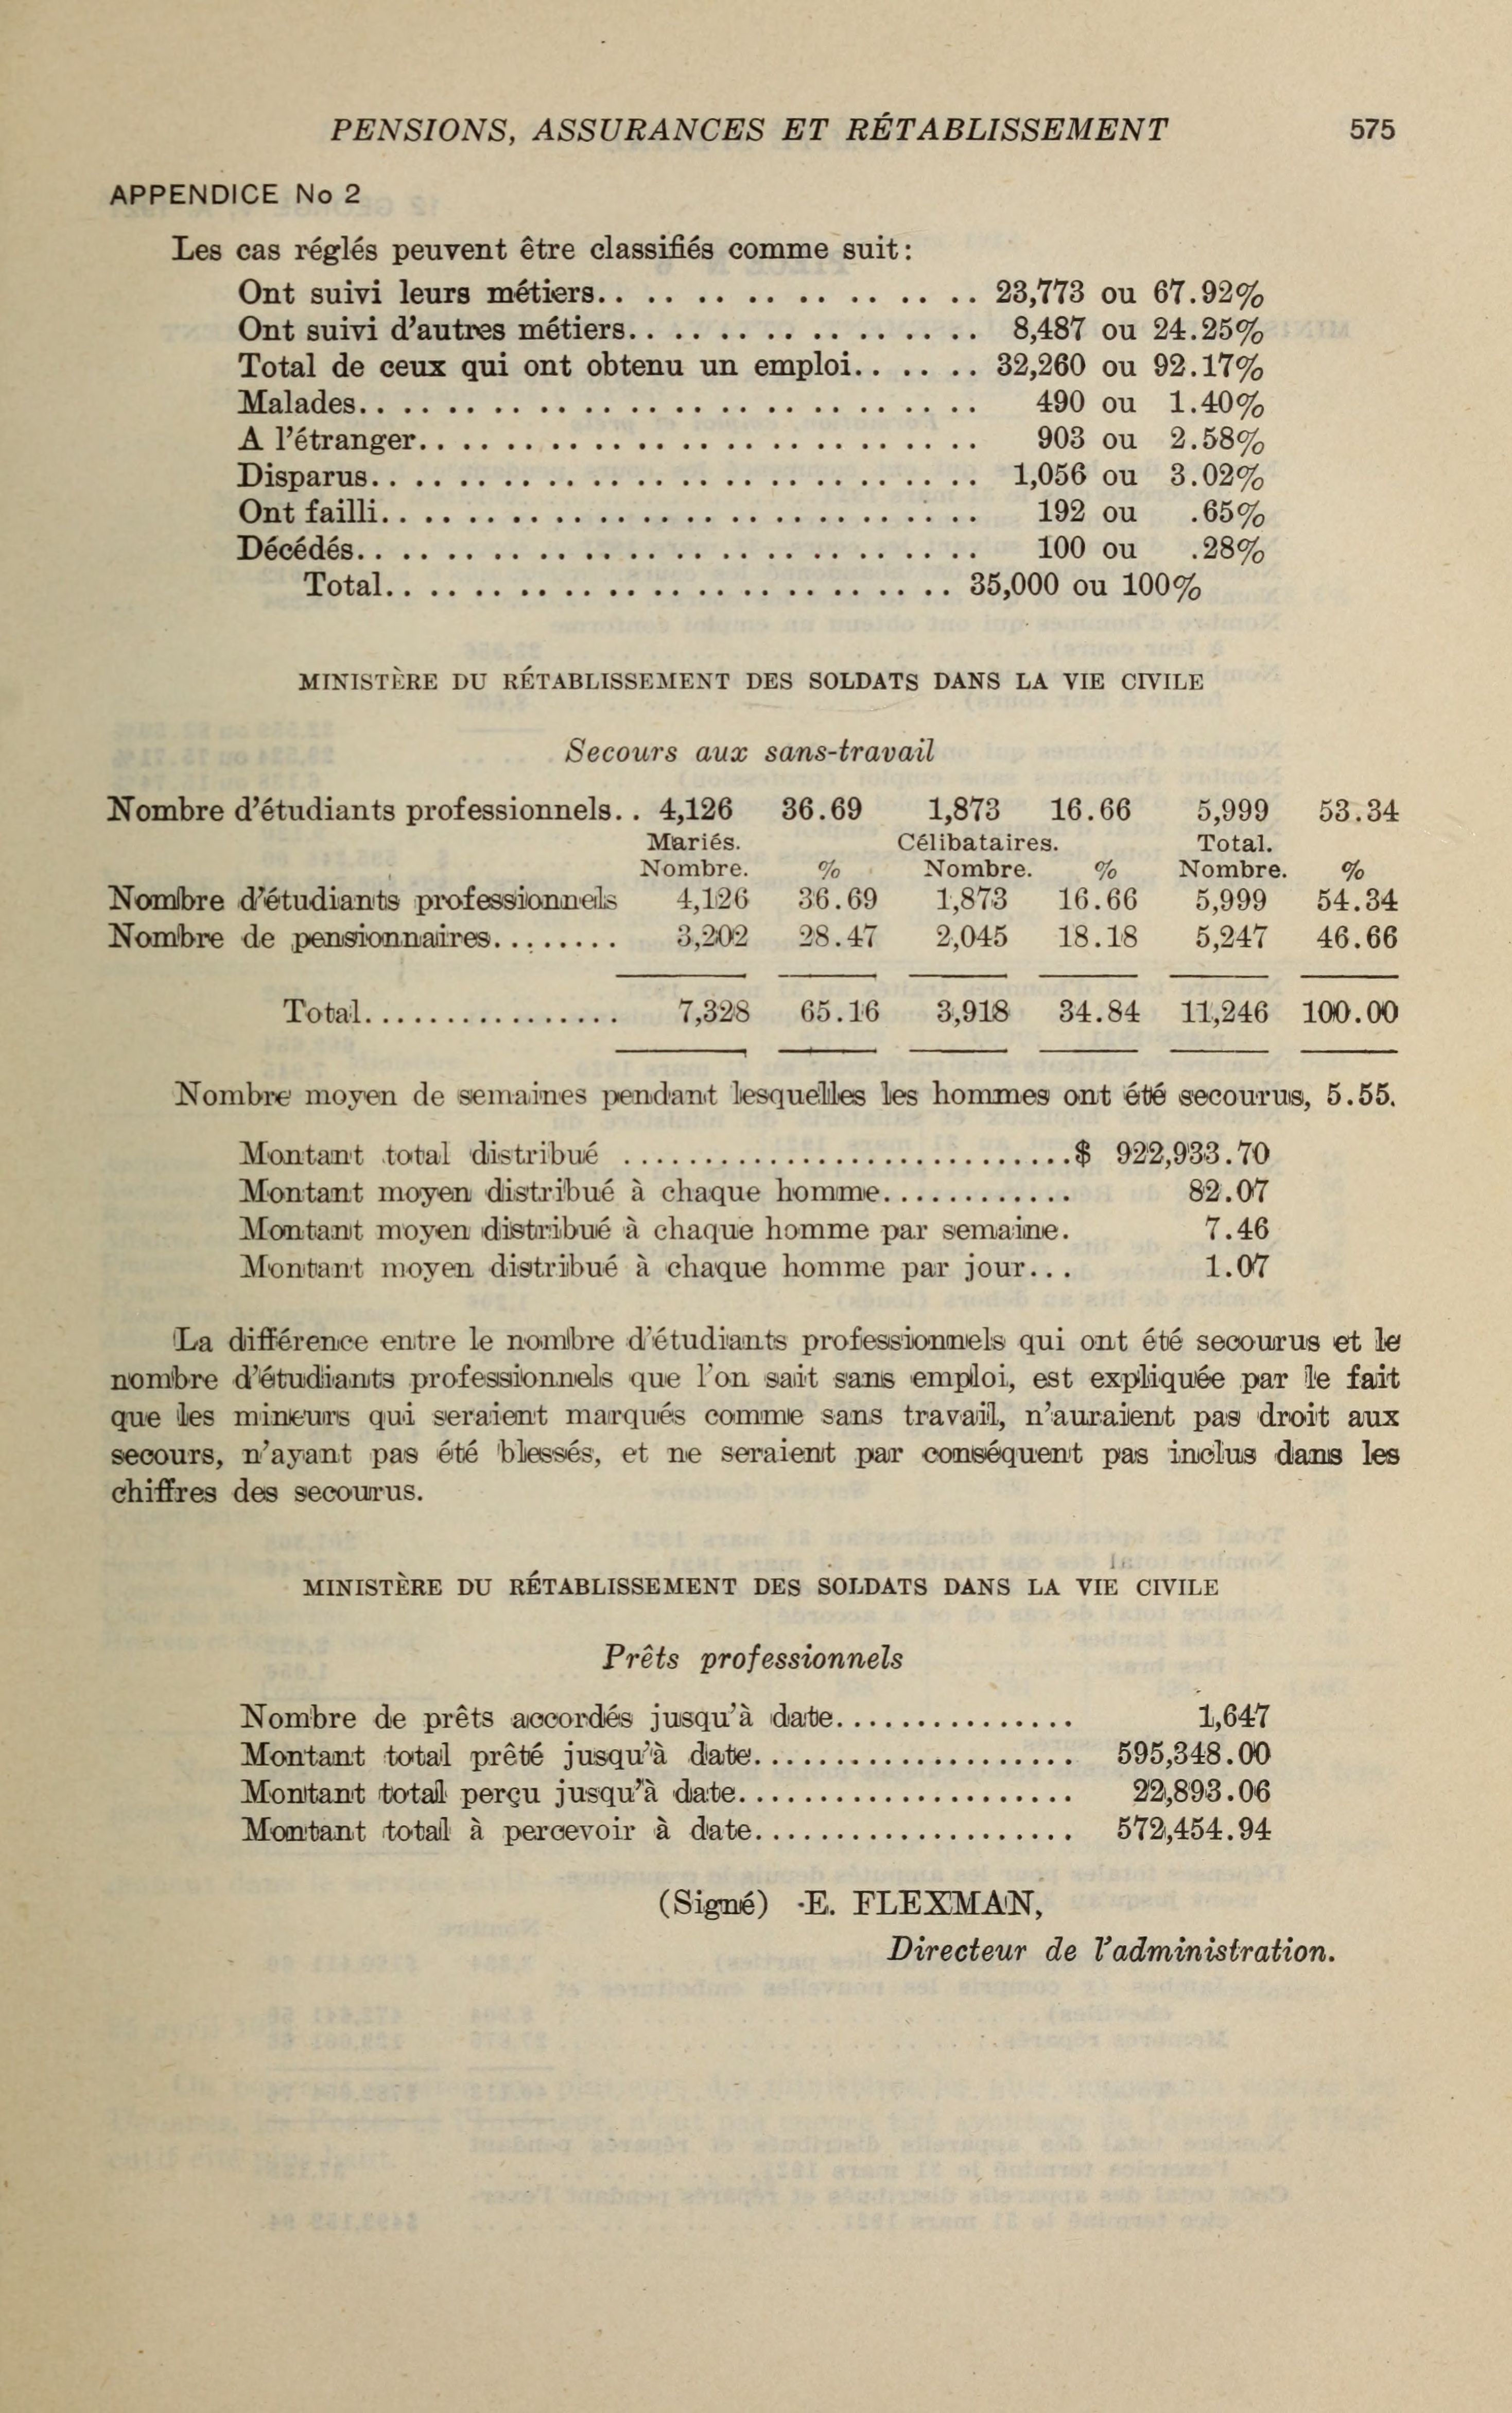 PENSIONS, ASSURANCES ET RÉTABLISSEMENT 575
APPENDICE No 2
Les cas réglés peuvent être classifiés comme suit:
Ont suivi leurs métiers. . . . . . . . . . . . . . . . . 23,773 ou 67.92%
Ont suivi d'autres métiers. . . . . . . . . . . . . . . . 8,487 ou 24.25%
Total de ceux qui ont obtenu un emploi. . . . . . 32,260 ou 92.17%
Malades. . . . . . . . . . . . . . . . . . . . . . . . . . . . 490 ou 1.40%
A l'étranger. . . . . . . . . . . . . . . . . . . . . . . . . 903 ou 2.58%
Disparus. . . . . . . . . . . . . . . . . . . . . . . . . . . 1,056 ou 3.02%
Ont failli. . . . . . . . . . . . . . . . . . . . . . . . . . . 192 ou .65%
Décédés. . . . . . . . . . . . . . . . . . . . . . . . . . . . 100 ou .28%
Total. . . . . . . . . . . . . . . . . . . . . . . . . . 35,000 ou 100%
MINISTÈRE DU RÉTABLISSEMENT DES SOLDATS DANS LA VIE CIVILE
Secours aux sans-travail
Nombre d'étudiants professionnels. . 4,126 36.69 1,873 16.66 5,999 53.34
Mariés. Célibataires. Total.
Nombre. % Nombre. % Nombre. %
Nombre d'étudiants professionnels 4,126 36.69 1,873 16.66 5,999 54.34
Nombre de pensionnaires........ 3,202 28.47 2,045 18.18 5,247 46.66
Total................ 7,328 65.16 3,918 34.84 11,246 100.00
Nombre moyen de semaines pendant lesquelles les hommes ont été secourus, 5.55.
Montant total distribué ............................$ 922,933.70
Montant moyen distribué à chaque homme............ 82.07
Montant moyen distribué à chaque homme par semaine. 7.46
Montant moyen distribué à chaque homme par jour... 1.07
La différence entre le nombre d'étudiants professionnels qui ont été secourus et le
nombre d'étudiants professionnels que l'on sait sans emploi, est expliquée par le fait
que les mineurs qui seraient marqués comme sans travail, n'auraient pas droit aux
secours, n'ayant pas été blessés, et ne seraient par conséquent pas inclus dans les
chiffres des secourus.
MINISTÈRE DU RÉTABLISSEMENT DES SOLDATS DANS LA VIE CIVILE
Prêts professionnels
Nombre de prêts accordés jusqu'à date............... 1,647
Montant total prêté jusqu'à date.................... 595,348.00
Montant total perçu jusqu'à date..................... 22,893.06
Montant total à percevoir à date.................... 572,454.94
(Signé) E. FLEXMAN,
Directeur de l'administration.